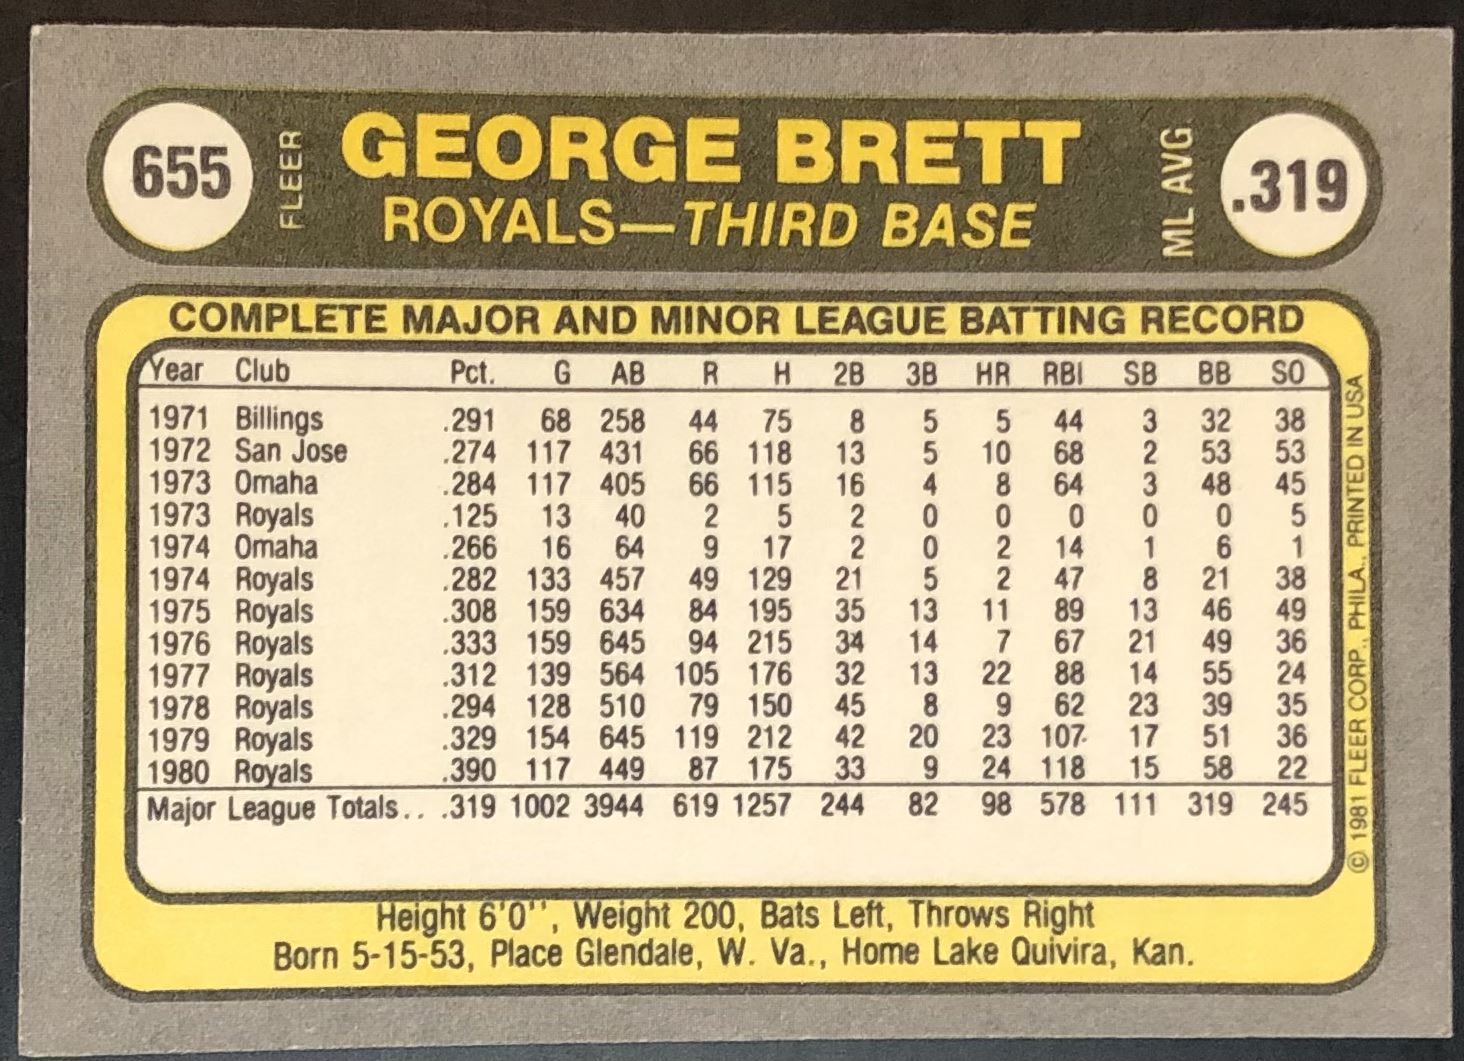 655 FLEER GEORGE BRETT ML AVG. .319
ROYALS—THIRD BASE
COMPLETE MAJOR AND MINOR LEAGUE BATTING RECORD
Year Club Pct. G AB R H 2B 3B HR RBI SB BB SO
1971 Billings .291 68 258 44 75 8 5 5 44 3 32 38
1972 San Jose .274 117 431 66 118 13 5 10 68 2 53 53
1973 Omaha .284 117 405 66 115 16 4 8 64 3 48 45
1973 Royals .125 13 40 2 5 2 0 0 0 0 0 5
1974 Omaha .266 16 64 9 17 2 0 2 14 1 6 1
1974 Royals .282 133 457 49 129 21 5 2 47 8 21 38
1975 Royals .308 159 634 84 195 35 13 11 89 13 46 49
1976 Royals .333 159 645 94 215 34 14 7 67 21 49 36
1977 Royals .312 139 564 105 176 32 13 22 88 14 55 24
1978 Royals .294 128 510 79 150 45 8 9 62 23 39 35
1979 Royals .329 154 645 119 212 42 20 23 107 17 51 36
1980 Royals .390 117 449 87 175 33 9 24 118 15 58 22
Major League Totals.. .319 1002 3944 619 1257 244 82 98 578 111 319 245
Height 6'0'', Weight 200, Bats Left, Throws Right
Born 5-15-53, Place Glendale, W. Va., Home Lake Quivira, Kan.
© 1981 FLEER CORP., PHILA., PRINTED IN USA